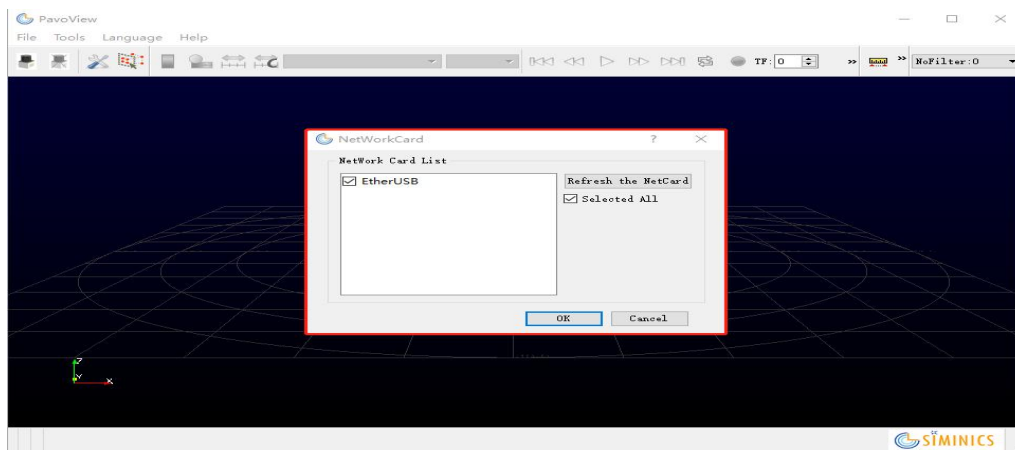 PavoView
File Tools Language Help
TF: 0 » » NoFilter:0
NetWorkCard ?
NetWork Card List
EtherUSB
Refresh the NetCard
Selected All
OK Cancel
Z
Y X
SIMINICS